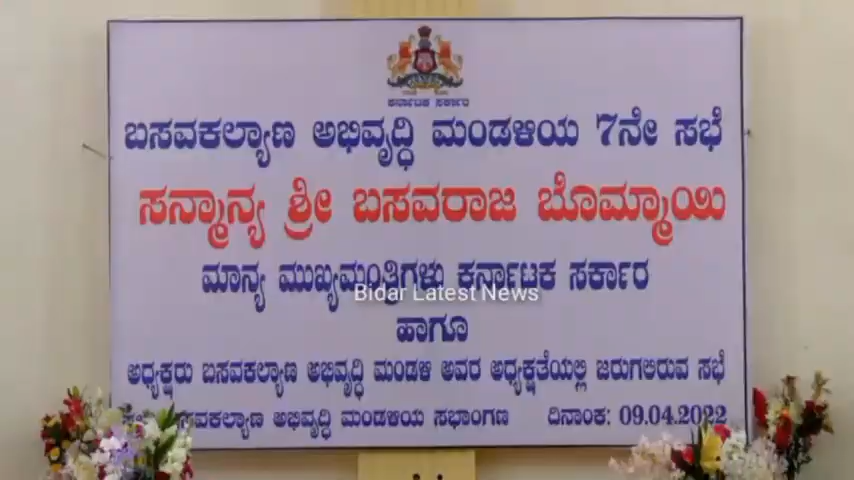 ಕರ್ನಾಟಕ ಸರ್ಕಾರ
ಬಸವಕಲ್ಯಾಣ ಅಭಿವೃದ್ಧಿ ಮಂಡಳಿಯ 7ನೇ ಸಭೆ
ಸನ್ಮಾನ್ಯ ಶ್ರೀ ಬಸವರಾಜ ಬೊಮ್ಮಾಯಿ
ಮಾನ್ಯ ಮುಖ್ಯಮಂತ್ರಿಗಳು ಕರ್ನಾಟಕ ಸರ್ಕಾರ
Bidar Latest News
ಹಾಗೂ
ಅಧ್ಯಕ್ಷರು ಬಸವಕಲ್ಯಾಣ ಅಭಿವೃದ್ಧಿ ಮಂಡಳಿ ಅವರ ಅಧ್ಯಕ್ಷತೆಯಲ್ಲಿ ಜರುಗಲಿರುವ ಸಭೆ
ಬಸವಕಲ್ಯಾಣ ಅಭಿವೃದ್ಧಿ ಮಂಡಳಿಯ ಸಭಾಂಗಣ ದಿನಾಂಕ: 09.04.2022